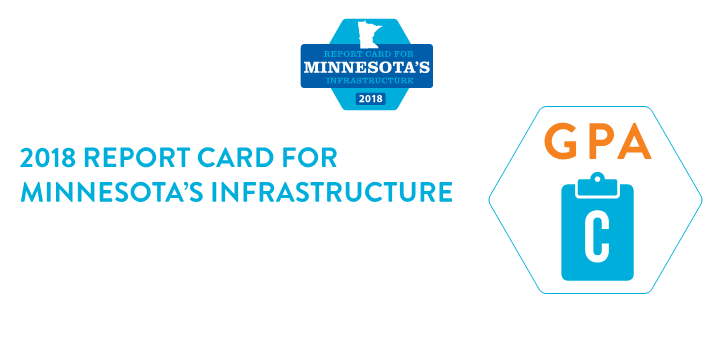 REPORT CARD FOR
MINNESOTA'S
INFRASTRUCTURE
2018
2018 REPORT CARD FOR
MINNESOTA'S INFRASTRUCTURE
GPA
C